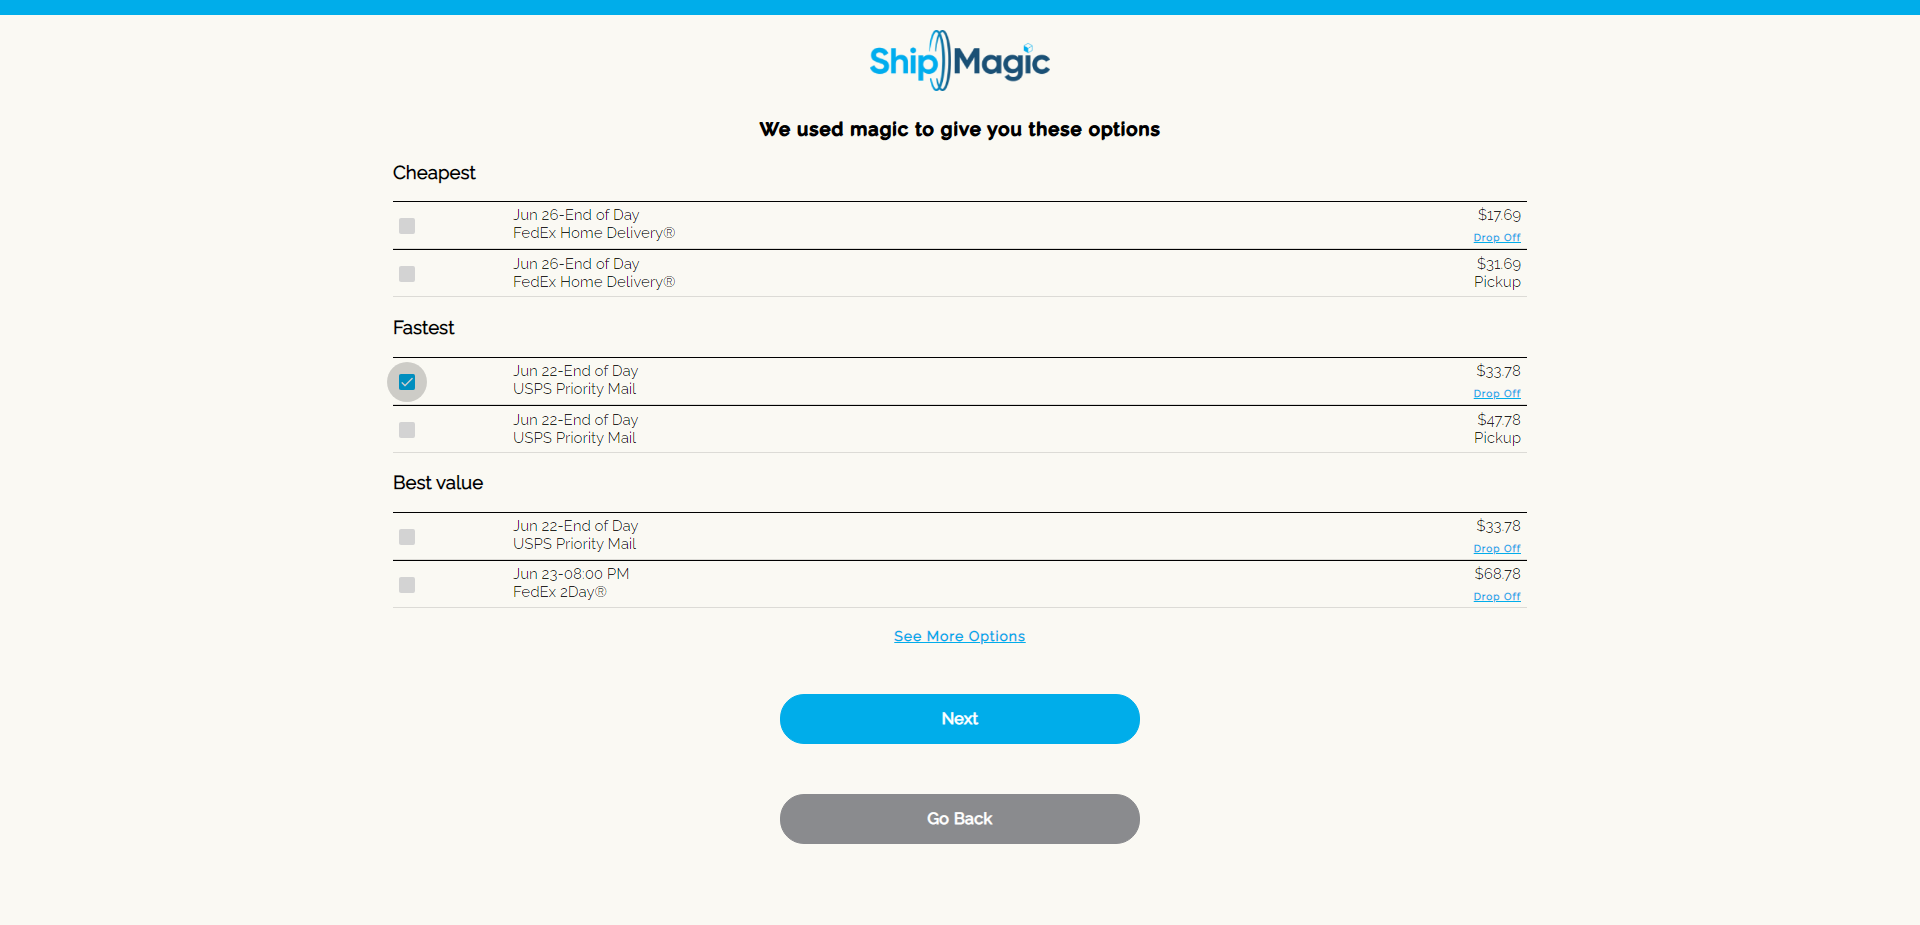 Ship Magic
We used magic to give you these options
Cheapest
Jun 26-End of Day $17.69
FedEx Home Delivery® Drop Off
Jun 26-End of Day $31.69
FedEx Home Delivery® Pickup
Fastest
Jun 22-End of Day $33.78
USPS Priority Mail Drop Off
Jun 22-End of Day $47.78
USPS Priority Mail Pickup
Best value
Jun 22-End of Day $33.78
USPS Priority Mail Drop Off
Jun 23-08:00 PM $68.78
FedEx 2Day® Drop Off
See More Options
Next
Go Back